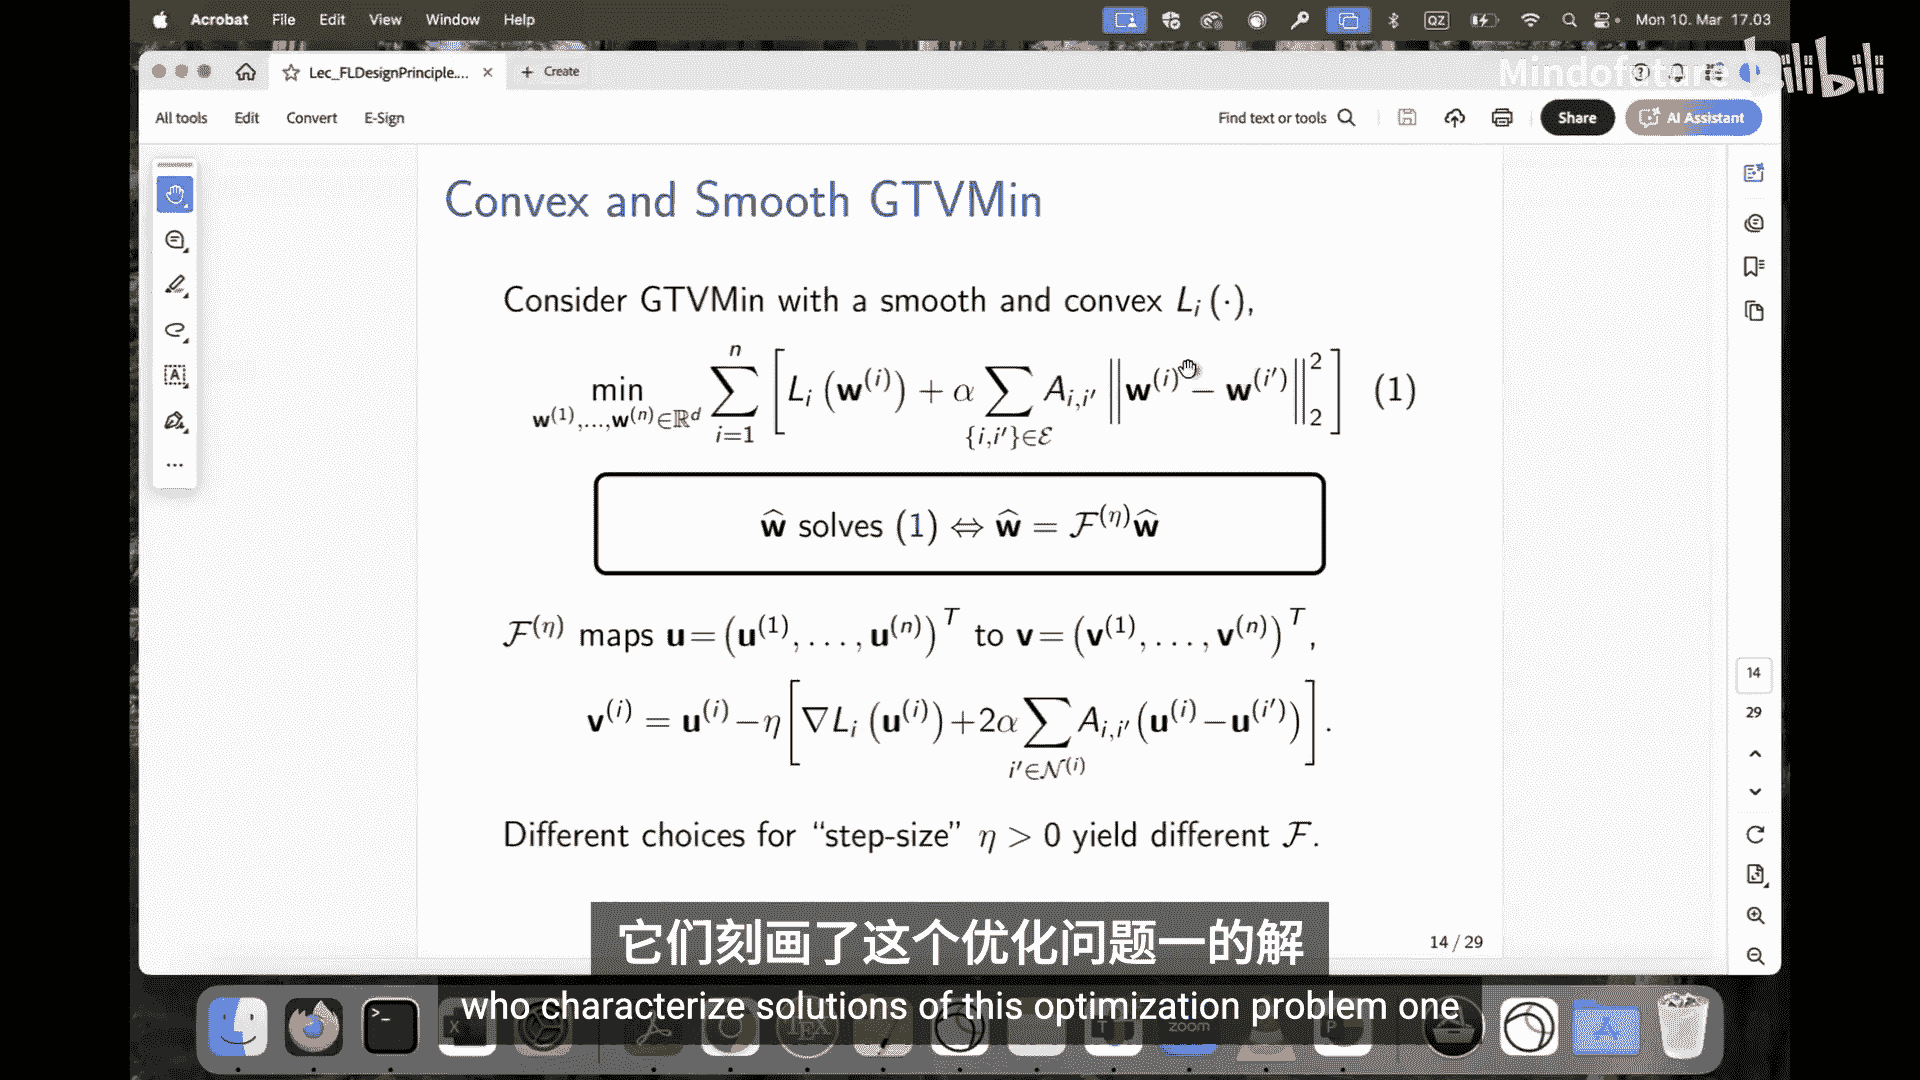 Acrobat File Edit View Window Help
QZ Mon 10. Mar 17.03
Lec_FLDesignPrinciple.... × + Create
Mindofuture bilibili
All tools Edit Convert E-Sign
Find text or tools Share AI Assistant
Convex and Smooth GTVMin
Consider GTVMin with a smooth and convex L_i (·),
min_{w^{(1)},...,w^{(n)}∈ℝ^d} ∑_{i=1}^{n} [ L_i (w^{(i)}) + α ∑_{{i,i′}∈ℰ} A_{i,i′} ‖w^{(i)} − w^{(i′)}‖_2^2 ] (1)
ŵ solves (1) ⇔ ŵ = ℱ^{(η)}ŵ
ℱ^{(η)} maps u=(u^{(1)}, . . . , u^{(n)})^T to v=(v^{(1)}, . . . , v^{(n)})^T,
v^{(i)} = u^{(i)}−η[∇L_i (u^{(i)})+2α ∑_{i′∈𝒩^{(i)}} A_{i,i′}(u^{(i)}−u^{(i′)})].
Different choices for “step-size” η > 0 yield different ℱ.
14
29
14 / 29
它们刻画了这个优化问题一的解
who characterize solutions of this optimization problem one
zoom